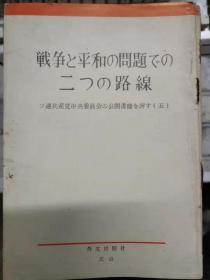 戦争と平和の問題での
二つの路線
ソ連共産党中央委員会の公開書簡を評す(五)
外文出版社
北京